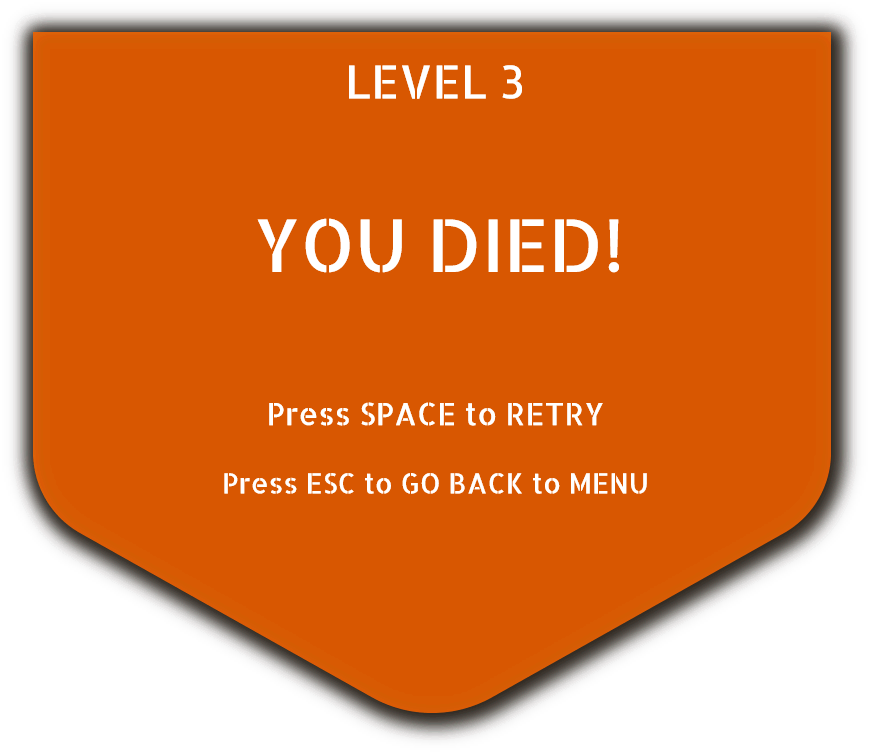 LEVEL 3
YOU DIED!
Press SPACE to RETRY
Press ESC to GO BACK to MENU